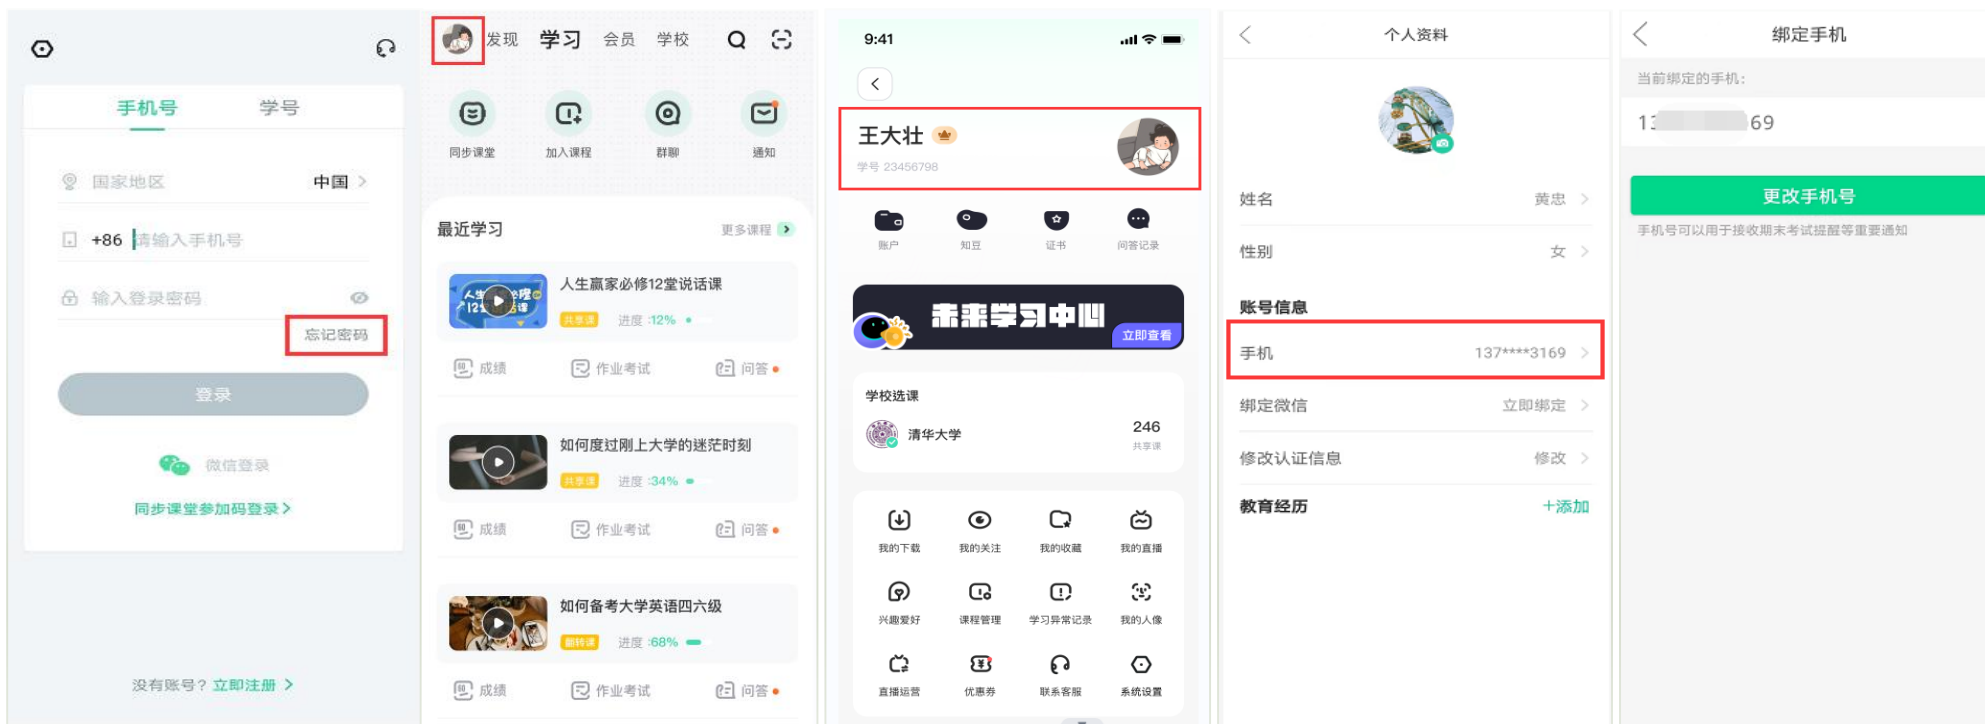 手机号
学号
国家地区
中国
+86
请输入手机号
输入登录密码
忘记密码
登录
微信登录
同步课堂参加码登录
没有账号？立即注册
发现
学习
会员
学校
同步课堂
加入课程
群聊
通知
最近学习
更多课程
人生赢家必修12堂说话课
共享课
进度:12%
成绩
作业考试
问答
如何度过刚上大学的迷茫时刻
共享课
进度:34%
成绩
作业考试
问答
如何备考大学英语四六级
翻转课
进度:68%
成绩
作业考试
问答
9:41
王大壮
学号 23456798
账户
知豆
证书
问答记录
未来学习中心
立即查看
学校选课
清华大学
246
共享课
我的下载
我的关注
我的收藏
我的直播
兴趣爱好
课程管理
学习异常记录
我的人像
直播运营
优惠券
联系客服
系统设置
个人资料
姓名
黄忠
性别
女
账号信息
手机
137****3169
绑定微信
立即绑定
修改认证信息
修改
教育经历
+添加
绑定手机
当前绑定的手机:
69
更改手机号
手机号可以用于接收期末考试提醒等重要通知